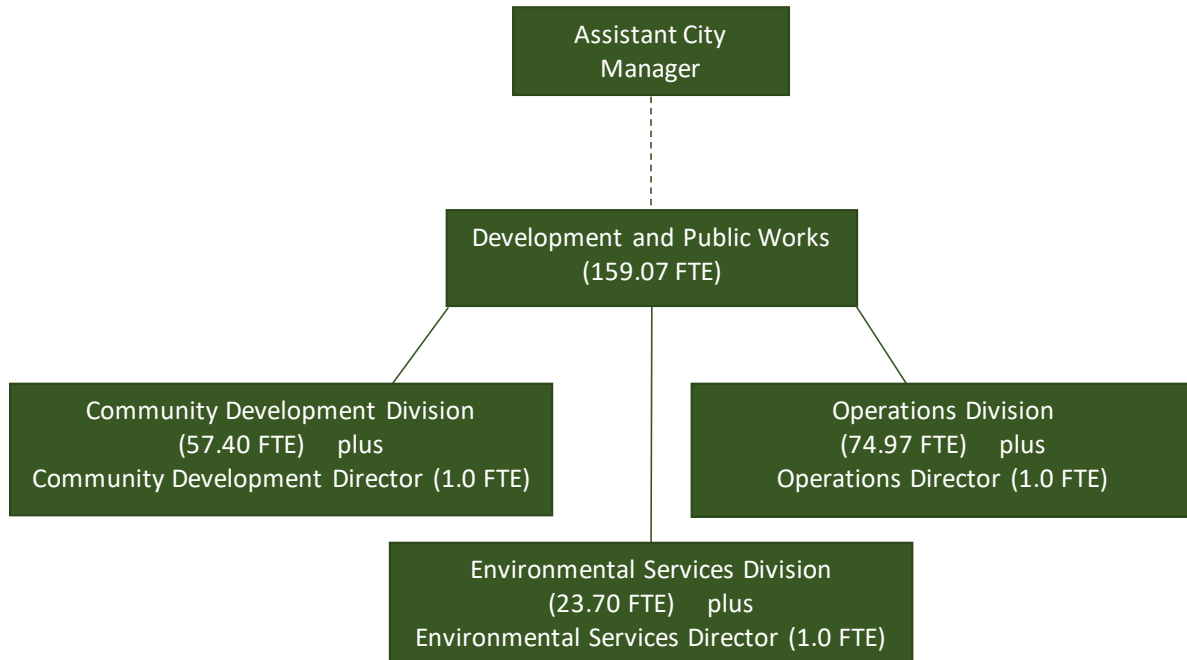 Assistant City
Manager
Development and Public Works
(159.07 FTE)
Community Development Division
(57.40 FTE) plus
Community Development Director (1.0 FTE)
Operations Division
(74.97 FTE) plus
Operations Director (1.0 FTE)
Environmental Services Division
(23.70 FTE) plus
Environmental Services Director (1.0 FTE)